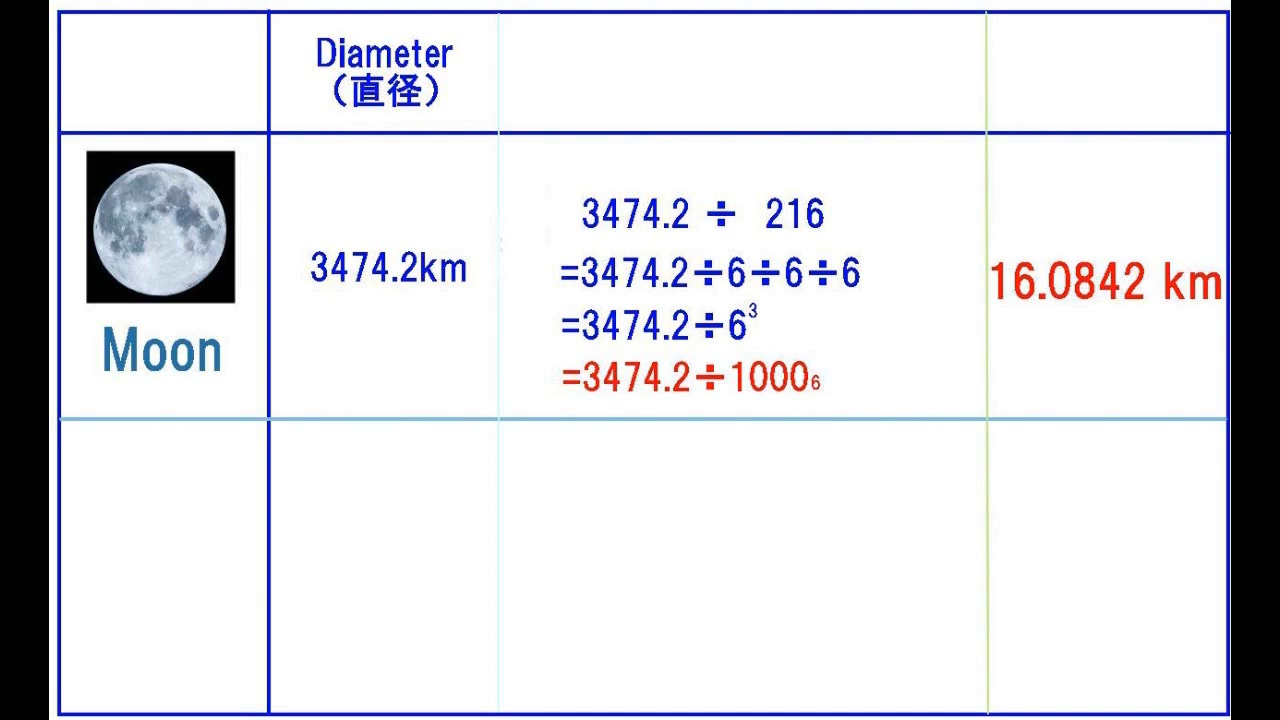 Diameter
（直径）
3474.2 ÷ 216
=3474.2÷6÷6÷6
3474.2km
16.0842 km
=3474.2÷6³
Moon
=3474.2÷1000₆